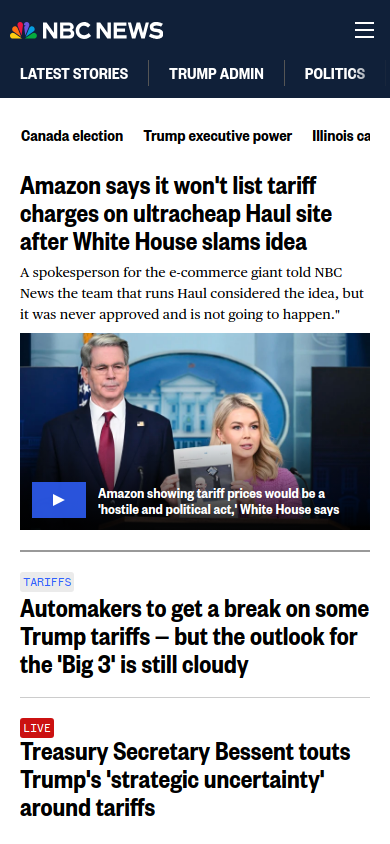 NBC NEWS
LATEST STORIES
TRUMP ADMIN
POLITICS
Canada election
Trump executive power
Illinois ca
Amazon says it won't list tariff
charges on ultracheap Haul site
after White House slams idea
A spokesperson for the e-commerce giant told NBC
News the team that runs Haul considered the idea, but
it was never approved and is not going to happen."
Amazon showing tariff prices would be a
'hostile and political act,' White House says
TARIFFS
Automakers to get a break on some
Trump tariffs — but the outlook for
the 'Big 3' is still cloudy
LIVE
Treasury Secretary Bessent touts
Trump's 'strategic uncertainty'
around tariffs